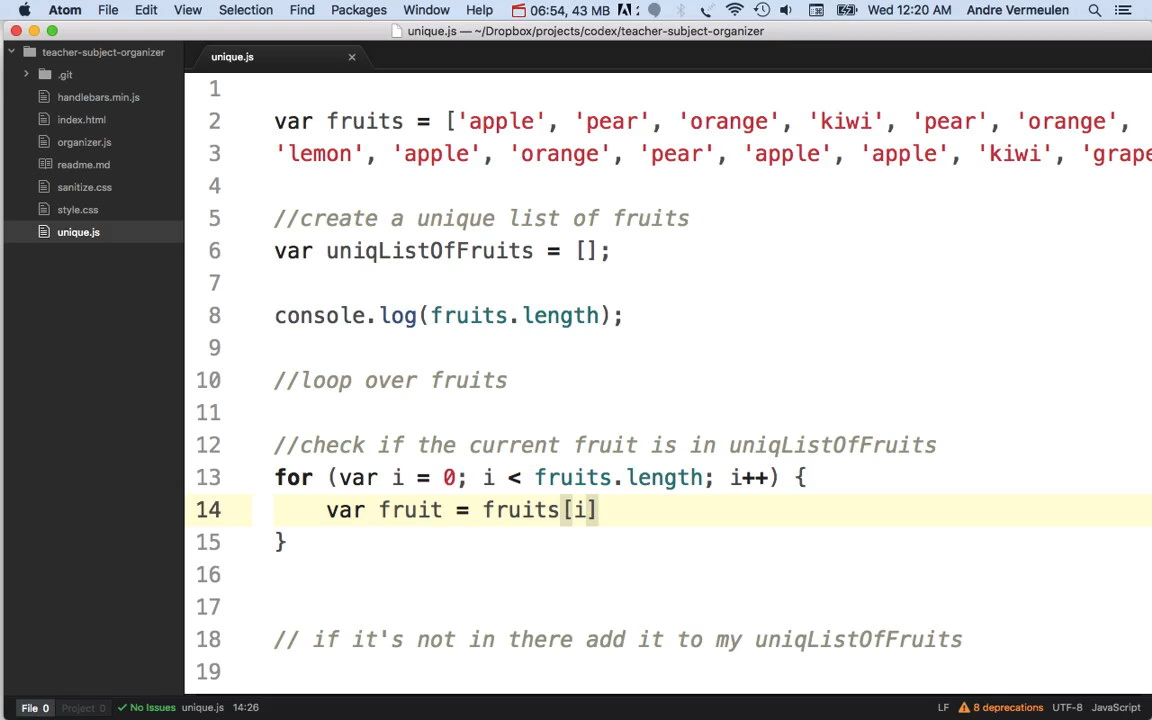 Atom File Edit View Selection Find Packages Window Help 06:54, 43 MB Wed 12:20 AM Andre Vermeulen
unique.js — ~/Dropbox/projects/codex/teacher-subject-organizer
teacher-subject-organizer
.git
handlebars.min.js
index.html
organizer.js
readme.md
sanitize.css
style.css
unique.js
unique.js
1
2 var fruits = ['apple', 'pear', 'orange', 'kiwi', 'pear', 'orange',
3 'lemon', 'apple', 'orange', 'pear', 'apple', 'apple', 'kiwi', 'grape
4
5 //create a unique list of fruits
6 var uniqListOfFruits = [];
7
8 console.log(fruits.length);
9
10 //loop over fruits
11
12 //check if the current fruit is in uniqListOfFruits
13 for (var i = 0; i < fruits.length; i++) {
14 var fruit = fruits[i]
15 }
16
17
18 // if it's not in there add it to my uniqListOfFruits
19
File 0 Project 0 No Issues unique.js 14:26 LF 8 deprecations UTF-8 JavaScript